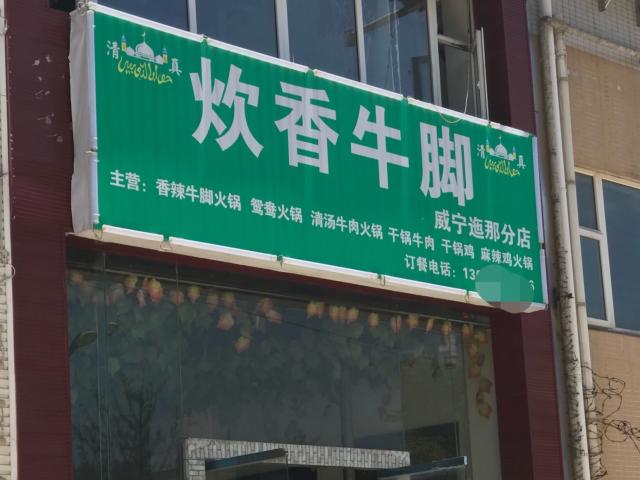 清真
炊香牛脚
清真
威宁迤那分店
主营：香辣牛脚火锅 鸳鸯火锅 清汤牛肉火锅 干锅牛肉 干锅鸡 麻辣鸡火锅
订餐电话：13